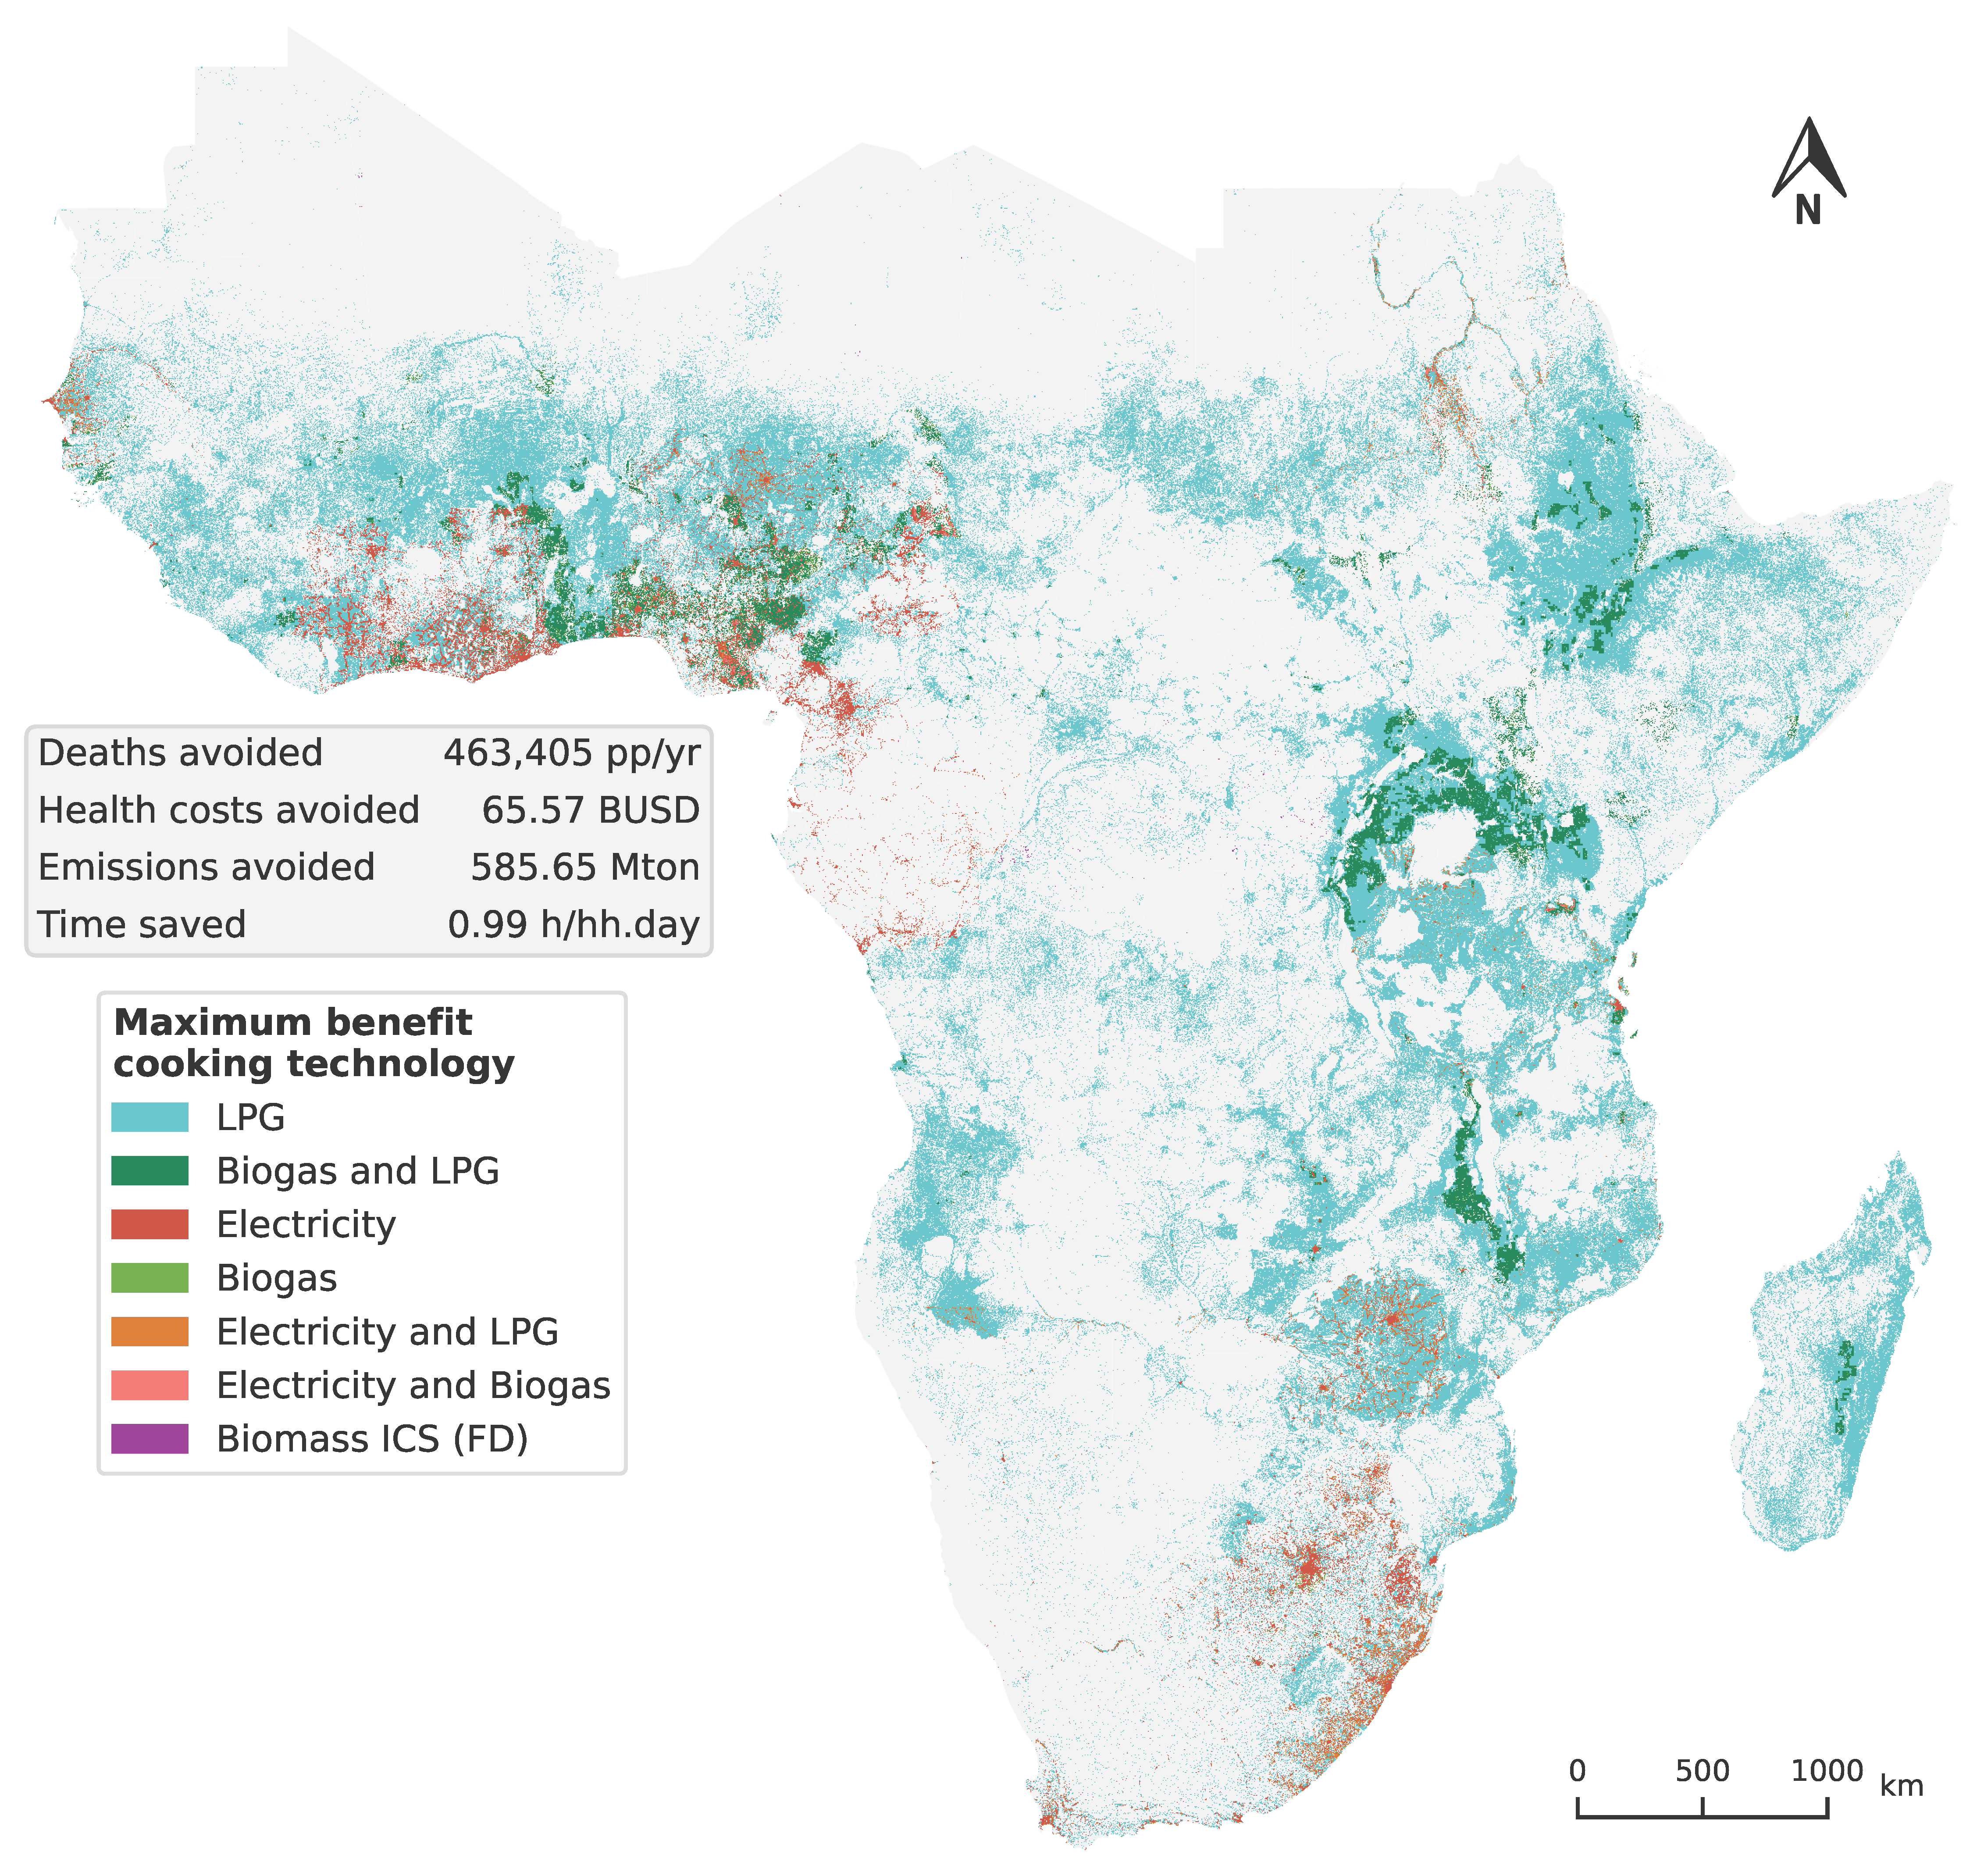 N
Deaths avoided 463,405 pp/yr
Health costs avoided 65.57 BUSD
Emissions avoided 585.65 Mton
Time saved 0.99 h/hh.day
Maximum benefit
cooking technology
LPG
Biogas and LPG
Electricity
Biogas
Electricity and LPG
Electricity and Biogas
Biomass ICS (FD)
0 500 1000 km